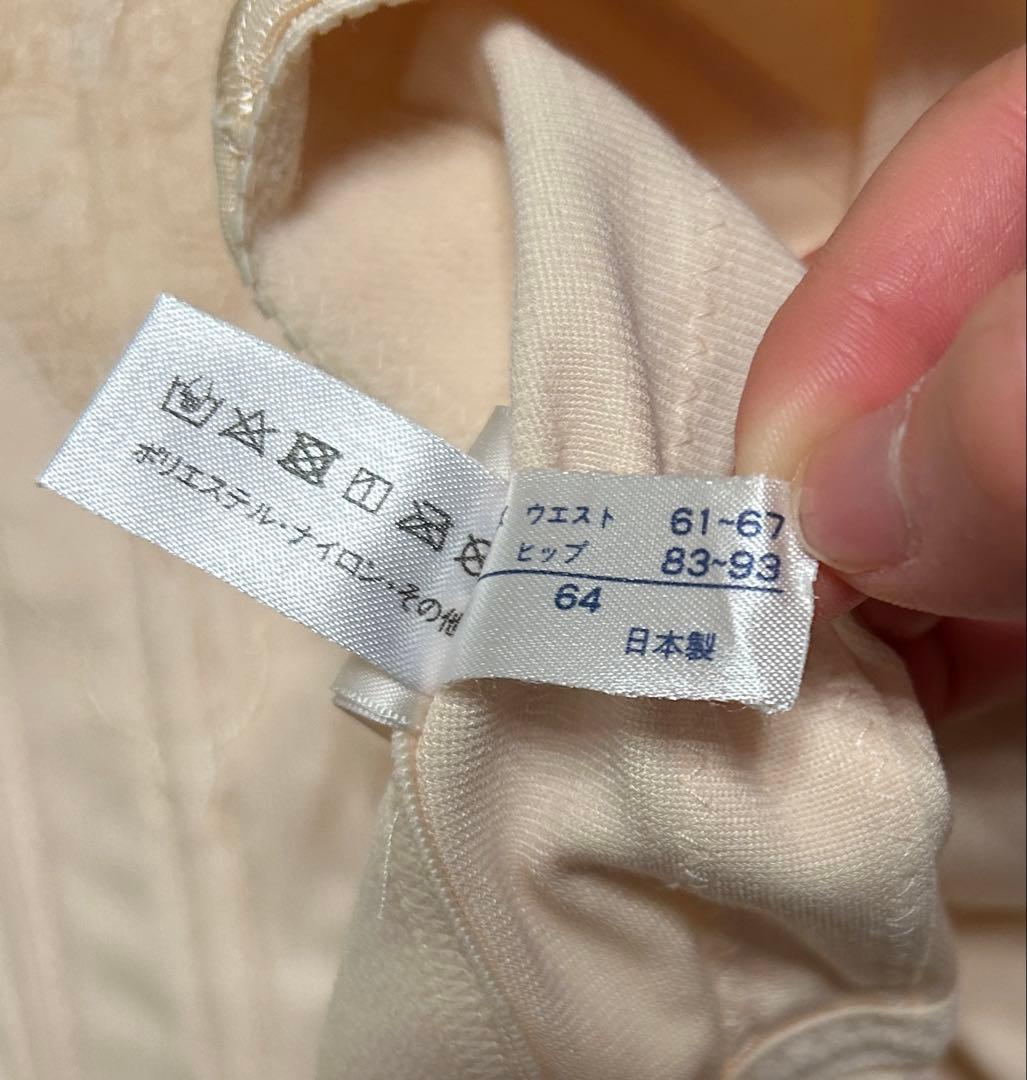 ポリエステル・ナイロン・その他
ウエスト 61~67
ヒップ 83~93
64
日本製